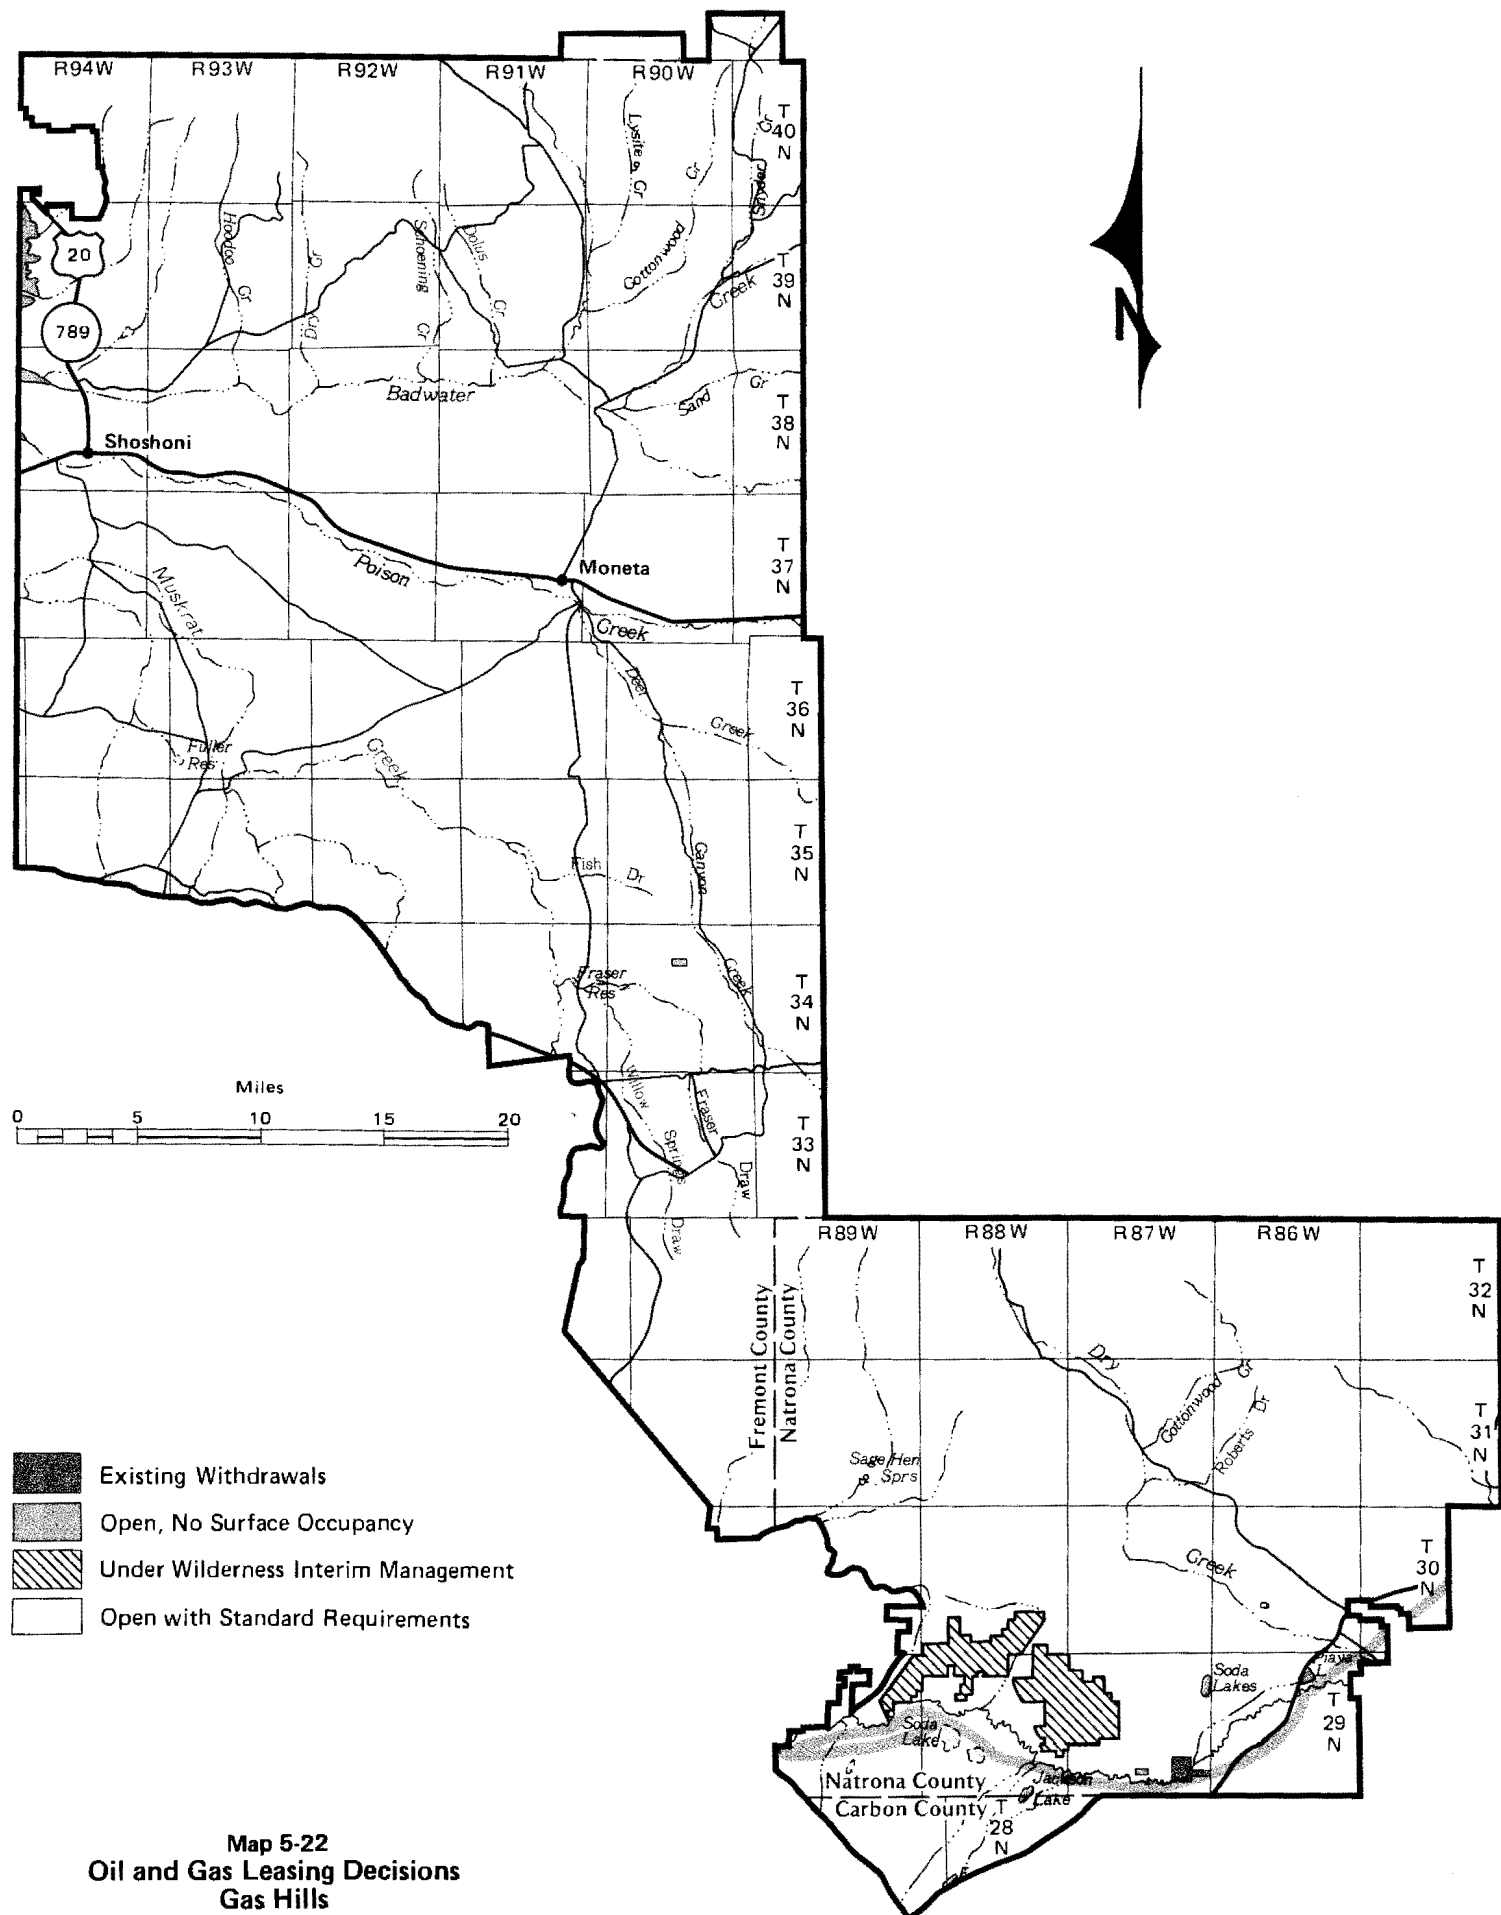 R94W R93W R92W R91W R90W
T
40
N
Lysite Cr
Cr
Cr
Snyder
20
789
Hoodoo
Cr
Cr
Dry
Schoening
Cr
Dolus
Cr
Cottonwood
Creek
T
39
N
Badwater
Sand
Cr
T
38
N
Shoshoni
Poison
Moneta
T
37
N
Muskrat
Creek
Deer
Creek
T
36
N
Fuller
Res
Creek
Fish Dr
Canyon
T
35
N
Fraser
Res
Creek
T
34
N
N
Miles
0 5 10 15 20
Willow
Fraser
Springs
Draw
Draw
T
33
N
R89W R88W R87W R86W
T
32
N
Fremont County
Natrona County
Dry
Cottonwood
Cr
Roberts Dr
T
31
N
Sage Hen
Sprs
Creek
T
30
N
Soda
Lakes
Piaya
L
T
29
N
Soda
Lake
Natrona County
Carbon County
Jackson
Lake
T
28
N
Existing Withdrawals
Open, No Surface Occupancy
Under Wilderness Interim Management
Open with Standard Requirements
Map 5-22
Oil and Gas Leasing Decisions
Gas Hills